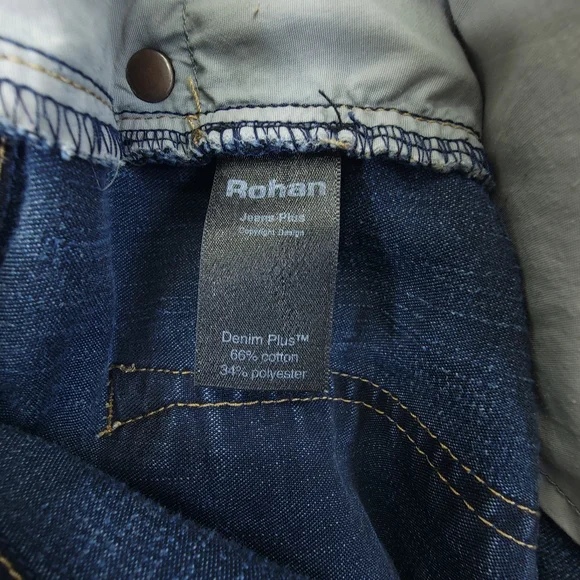 Rohan
Jeans Plus
Copyright Design
Denim Plus™
66% cotton
34% polyester